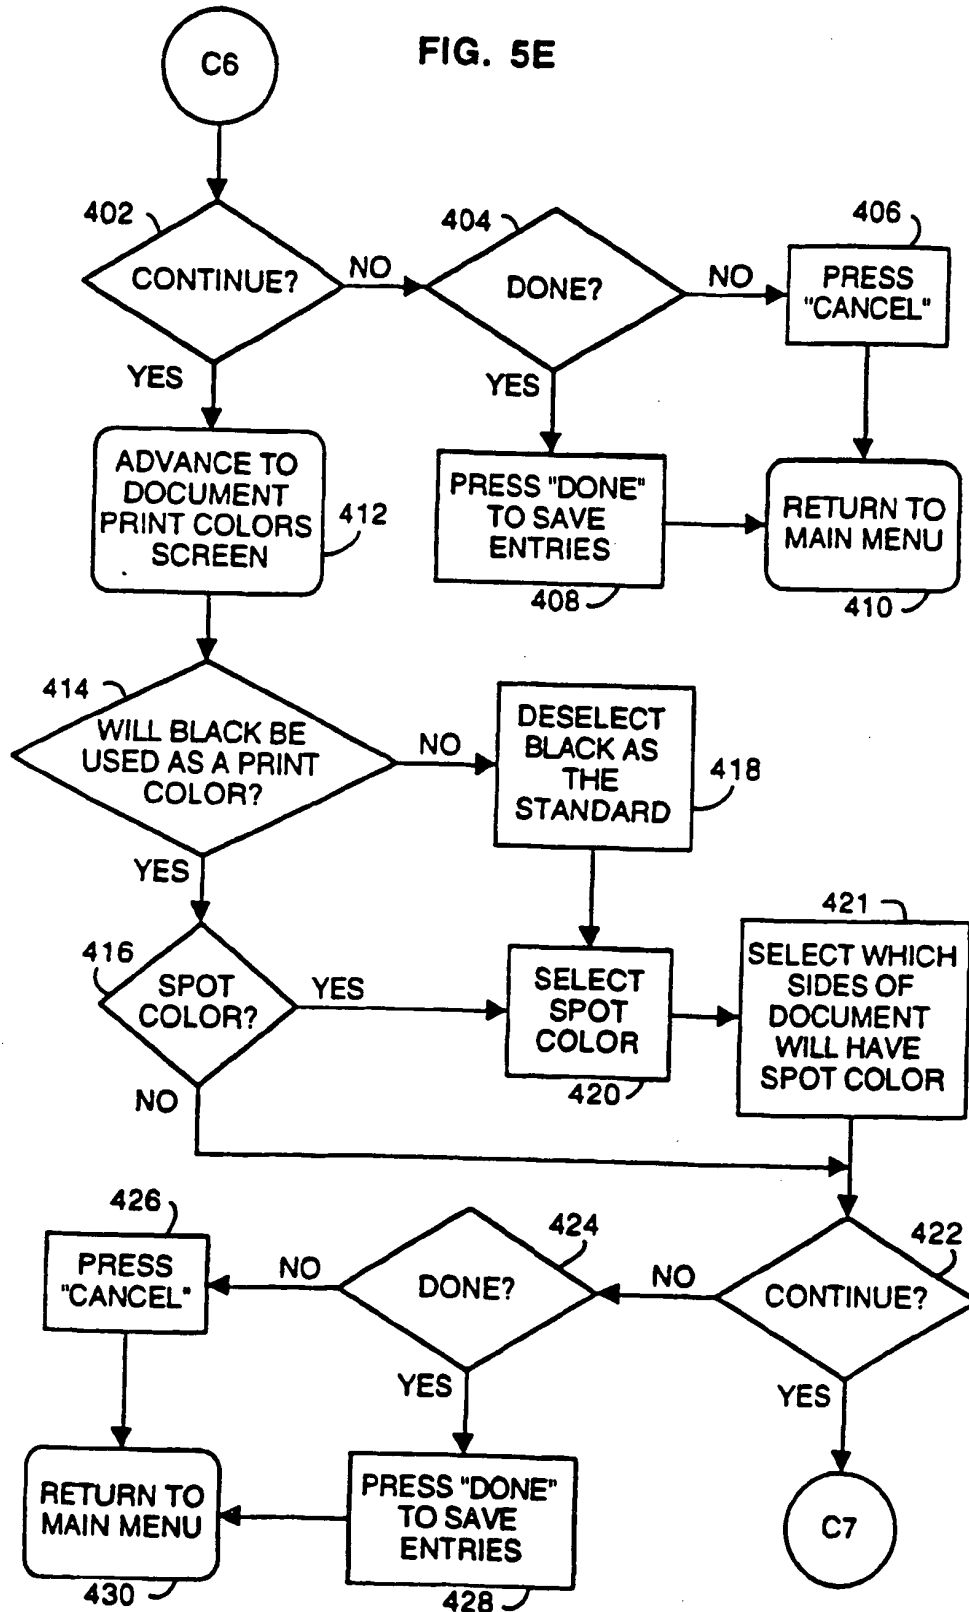 FIG. 5E
C6
402
CONTINUE?
NO
404
DONE?
NO
406
PRESS
"CANCEL"
YES
YES
ADVANCE TO
DOCUMENT
PRINT COLORS
SCREEN
412
PRESS "DONE"
TO SAVE
ENTRIES
408
RETURN TO
MAIN MENU
410
414
WILL BLACK BE
USED AS A PRINT
COLOR?
NO
DESELECT
BLACK AS
THE
STANDARD
418
YES
416
SPOT
COLOR?
YES
SELECT
SPOT
COLOR
420
421
SELECT WHICH
SIDES OF
DOCUMENT
WILL HAVE
SPOT COLOR
NO
426
PRESS
"CANCEL"
NO
424
DONE?
NO
422
CONTINUE?
YES
YES
RETURN TO
MAIN MENU
430
PRESS "DONE"
TO SAVE
ENTRIES
428
C7